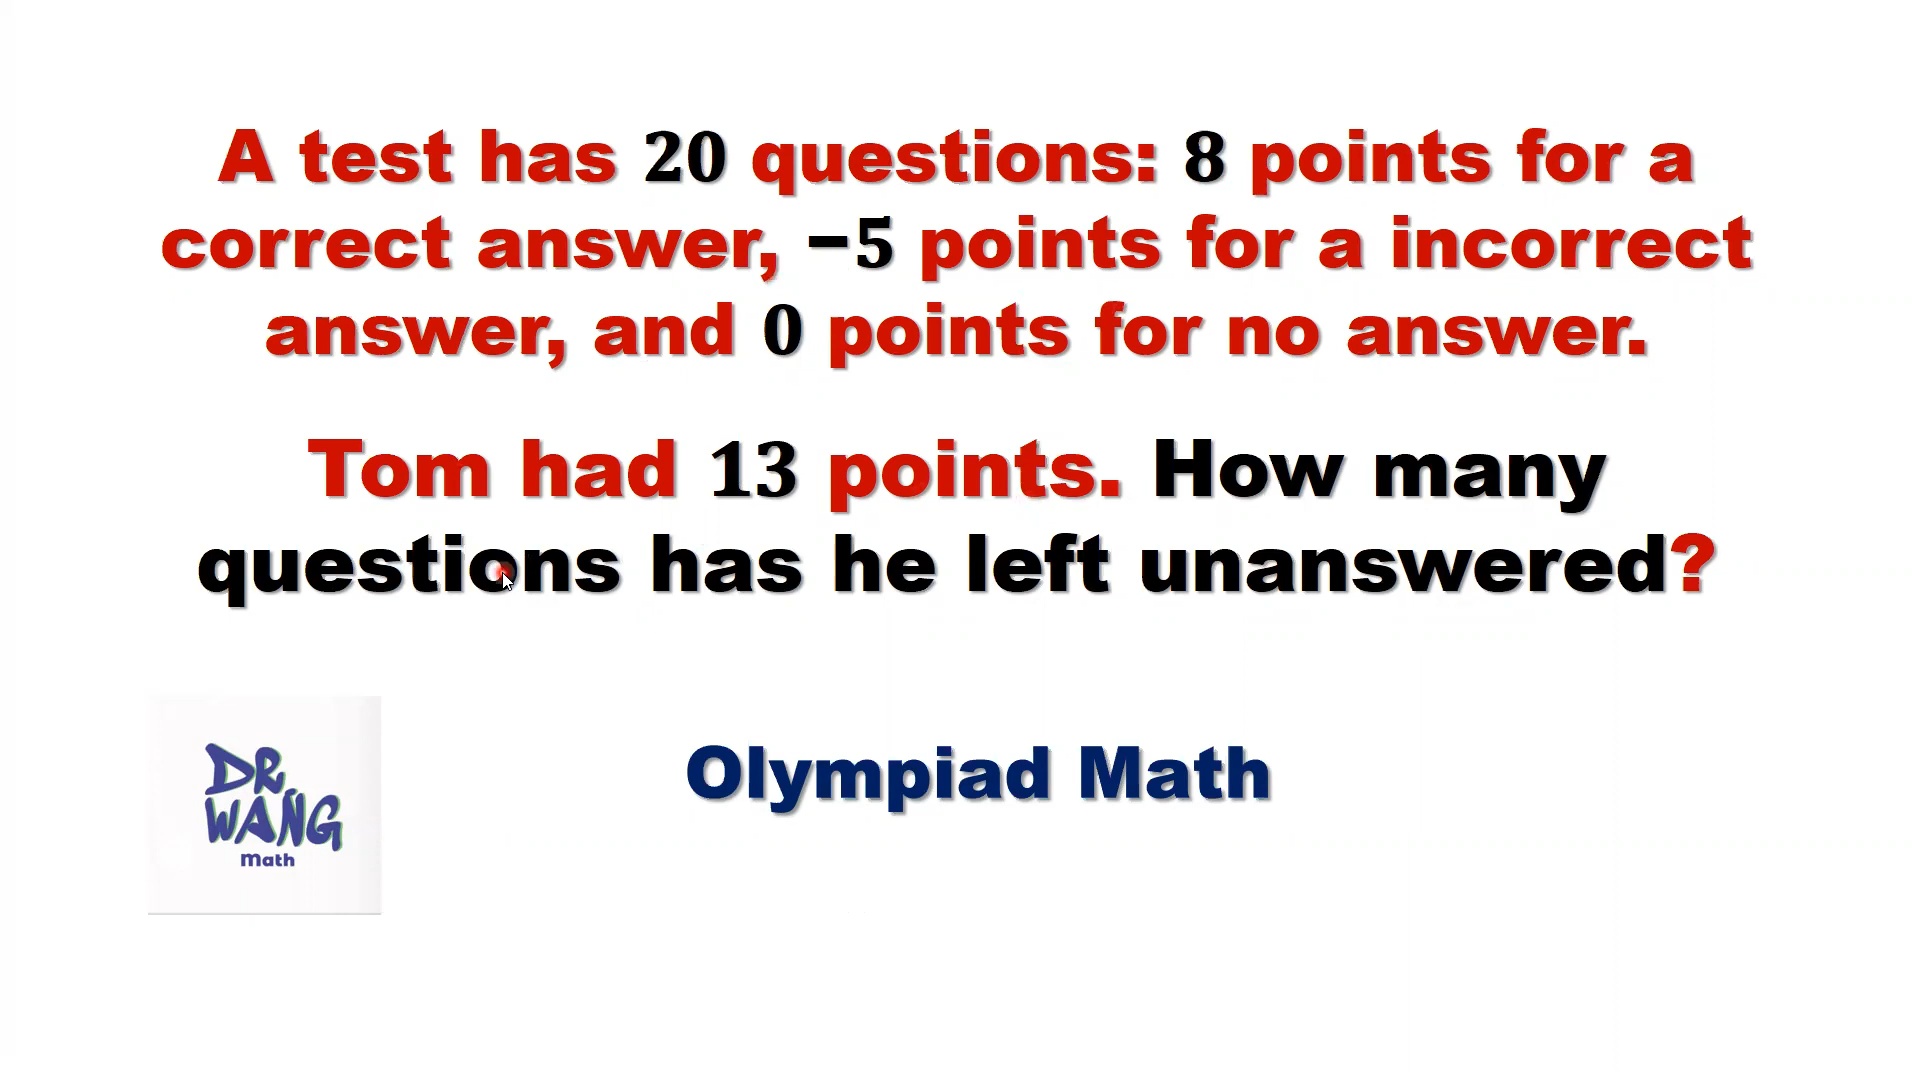 A test has 20 questions: 8 points for a
correct answer, −5 points for a incorrect
answer, and 0 points for no answer.
Tom had 13 points. How many
questions has he left unanswered?
Olympiad Math
DR
WANG
math